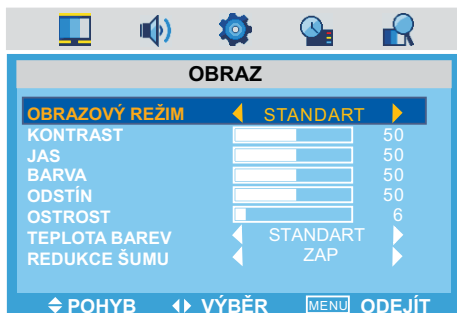 OBRAZ
OBRAZOVÝ REŽIM STANDART
KONTRAST 50
JAS 50
BARVA 50
ODSTÍN 50
OSTROST 6
TEPLOTA BAREV STANDART
REDUKCE ŠUMU ZAP
POHYB VÝBĚR MENU ODEJÍT